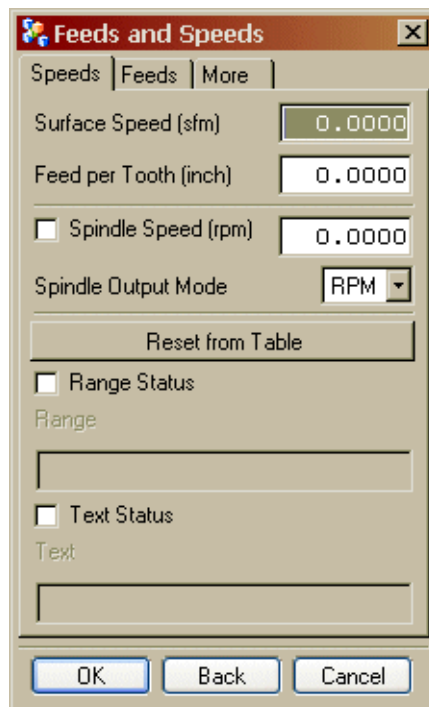 Feeds and Speeds
Speeds Feeds More
Surface Speed (sfm) 0.0000
Feed per Tooth (inch) 0.0000
Spindle Speed (rpm) 0.0000
Spindle Output Mode RPM
Reset from Table
Range Status
Range
Text Status
Text
OK Back Cancel